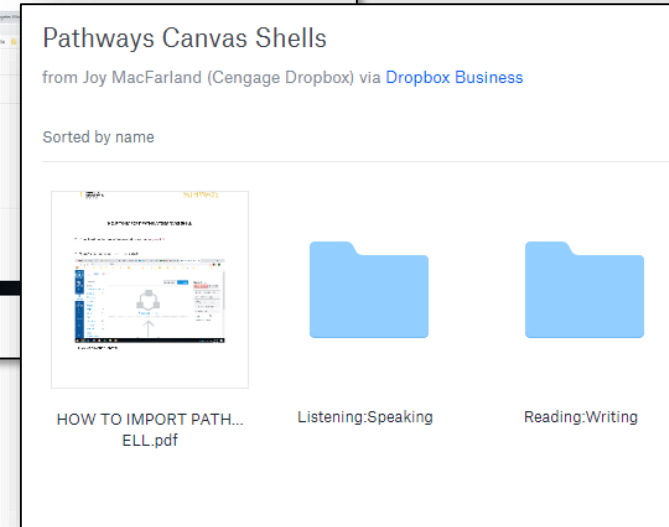 Pathways Canvas Shells
from Joy MacFarland (Cengage Dropbox) via Dropbox Business
Sorted by name
HOW TO IMPORT PATH...
ELL.pdf
Listening:Speaking
Reading:Writing